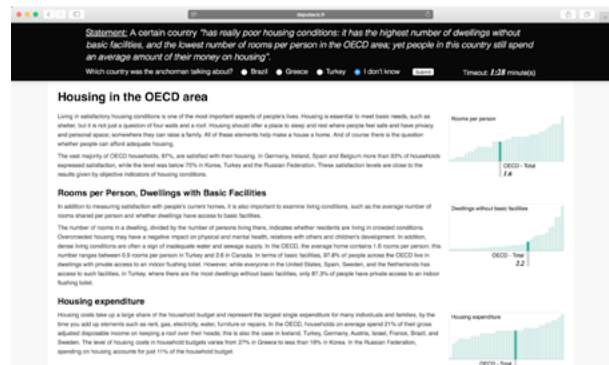 Statement: A certain country "has really poor housing conditions: it has the highest number of dwellings without
basic facilities, and the lowest number of rooms per person in the OECD area; yet people in this country still spend
an average amount of their money on housing".
Which country was the anchorman talking about? Brazil Greece Turkey I don't know Submit Timeout: 1:28 minute(s)
Housing in the OECD area
Living in satisfactory housing conditions is one of the most important aspects of people's lives. Housing is essential to meet basic needs, such as
shelter, but it is not just a question of four walls and a roof. Housing should offer a place to sleep and rest where people feel safe and have privacy
and personal space; somewhere they can raise a family. All of these elements help make a house a home. And of course there is the question
whether people can afford adequate housing.
The vast majority of OECD households, 87%, are satisfied with their housing. In Germany, Ireland, Spain and Belgium more than 93% of households
expressed satisfaction, while the level was below 70% in Korea, Turkey and the Russian Federation. These satisfaction levels are close to the
results given by objective indicators of housing conditions.
Rooms per person
OECD - Total
1.6
Rooms per Person, Dwellings with Basic Facilities
In addition to measuring satisfaction with people's current homes, it is also important to examine living conditions, such as the average number of
rooms shared per person and whether dwellings have access to basic facilities.
The number of rooms in a dwelling, divided by the number of persons living there, indicates whether residents are living in crowded conditions.
Overcrowded housing may have a negative impact on physical and mental health, relations with others and children's development. In addition,
dense living conditions are often a sign of inadequate water and sewage supply. In the OECD, the average home contains 1.6 rooms per person; this
number ranges between 0.9 rooms per person in Turkey and 2.6 in Canada. In terms of basic facilities, 97.8% of people across the OECD live in
dwellings with private access to an indoor flushing toilet. However, while everyone in the United States, Spain, Sweden, and the Netherlands has
access to such facilities, in Turkey, where there are the most dwellings without basic facilities, only 87.3% of people have private access to an indoor
flushing toilet.
Dwellings without basic facilities
OECD - Total
2.2
Housing expenditure
Housing costs take up a large share of the household budget and represent the largest single expenditure for many individuals and families, by the
time you add up elements such as rent, gas, electricity, water, furniture or repairs. In the OECD, households on average spend 21% of their gross
adjusted disposable income on keeping a roof over their heads; this is also the case in Iceland, Turkey, Germany, Austria, Israel, France, Brazil, and
Sweden. The level of housing costs in household budgets varies from 27% in Greece to less than 16% in Korea. In the Russian Federation,
spending on housing accounts for just 11% of the household budget.
Housing expenditure
OECD - Total